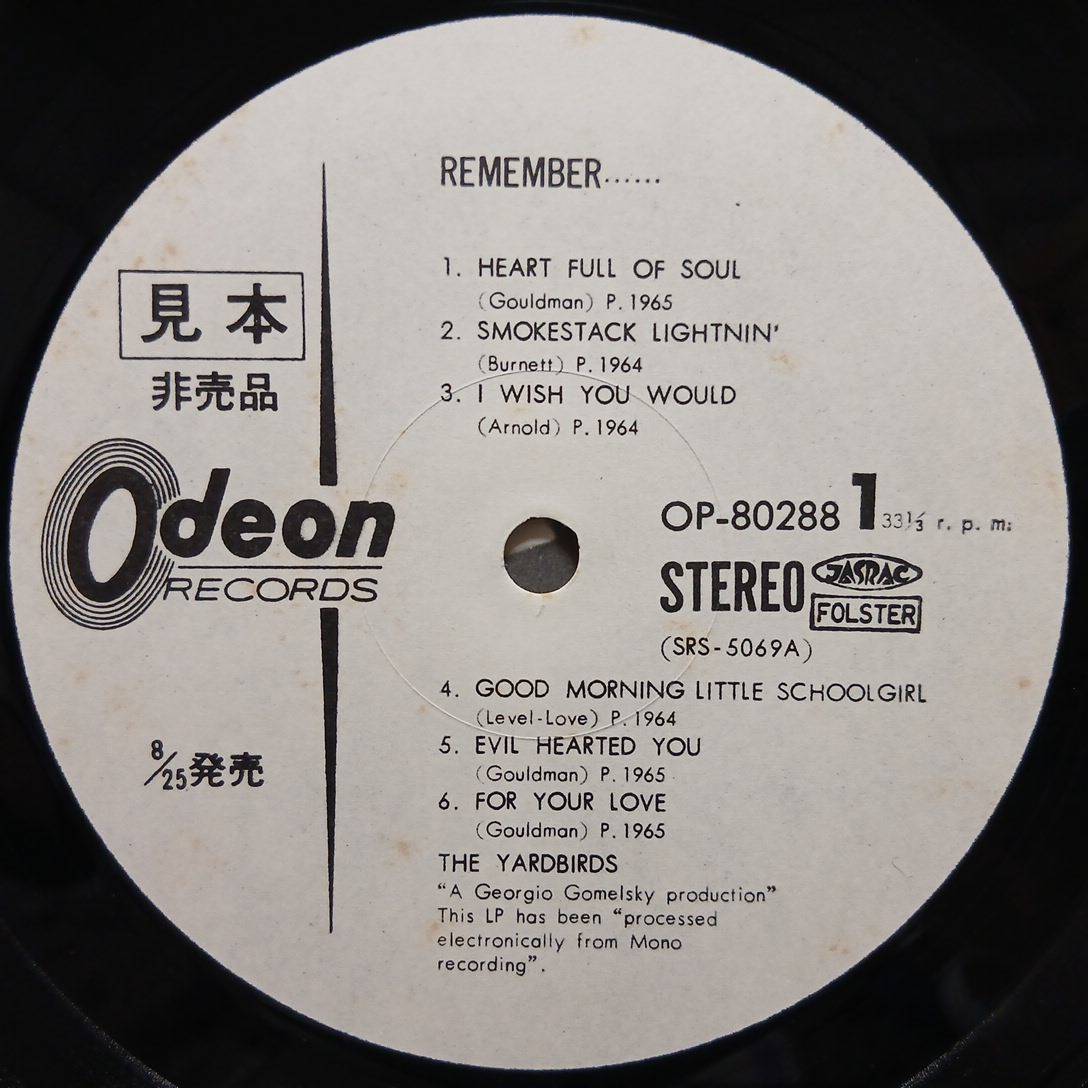 REMEMBER......
1. HEART FULL OF SOUL
(Gouldman) P. 1965
2. SMOKESTACK LIGHTNIN'
(Burnett) P. 1964
3. I WISH YOU WOULD
(Arnold) P. 1964
見本
非売品
Odeon
RECORDS
OP-80288 1 33⅓ r. p. m.
STEREO
JASRAC
FOLSTER
(SRS-5069A)
4. GOOD MORNING LITTLE SCHOOLGIRL
(Level-Love) P. 1964
5. EVIL HEARTED YOU
(Gouldman) P. 1965
6. FOR YOUR LOVE
(Gouldman) P. 1965
8/25発売
THE YARDBIRDS
“A Georgio Gomelsky production”
This LP has been “processed
electronically from Mono
recording”.